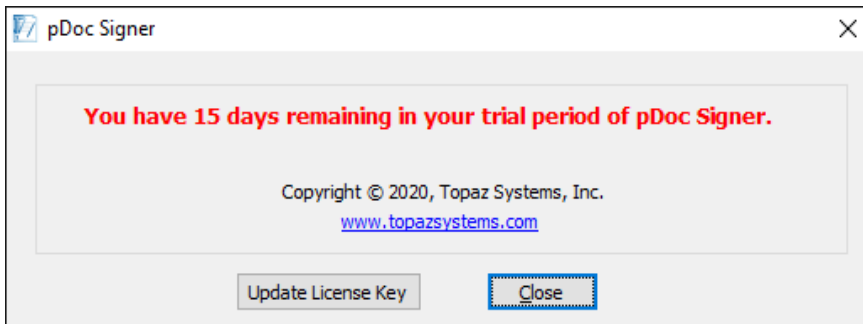 pDoc Signer
You have 15 days remaining in your trial period of pDoc Signer.
Copyright © 2020, Topaz Systems, Inc.
www.topazsystems.com
Update License Key
Close